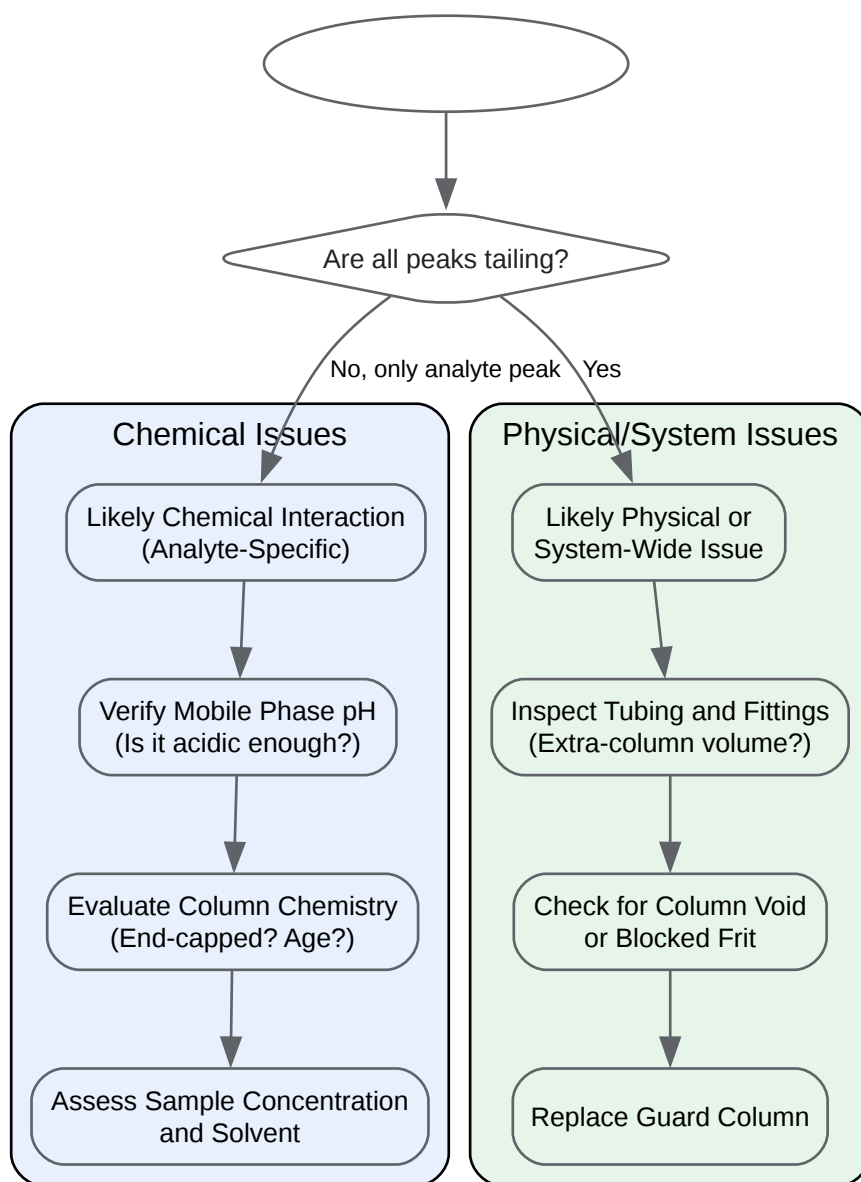 Are all peaks tailing?
No, only analyte peak
Yes
Chemical Issues
Likely Chemical Interaction
(Analyte-Specific)
Verify Mobile Phase pH
(Is it acidic enough?)
Evaluate Column Chemistry
(End-capped? Age?)
Assess Sample Concentration
and Solvent
Physical/System Issues
Likely Physical or
System-Wide Issue
Inspect Tubing and Fittings
(Extra-column volume?)
Check for Column Void
or Blocked Frit
Replace Guard Column